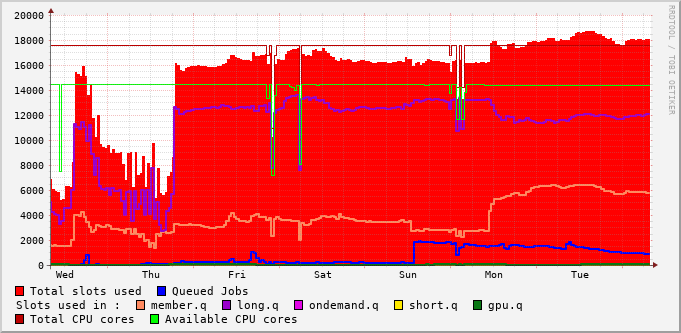 20000
18000
16000
14000
12000
10000
8000
6000
4000
2000
0
Wed Thu Fri Sat Sun Mon Tue
RRDTOOL / TOBI OETIKER
Total slots used Queued Jobs
Slots used in : member.q long.q ondemand.q short.q gpu.q
Total CPU cores Available CPU cores